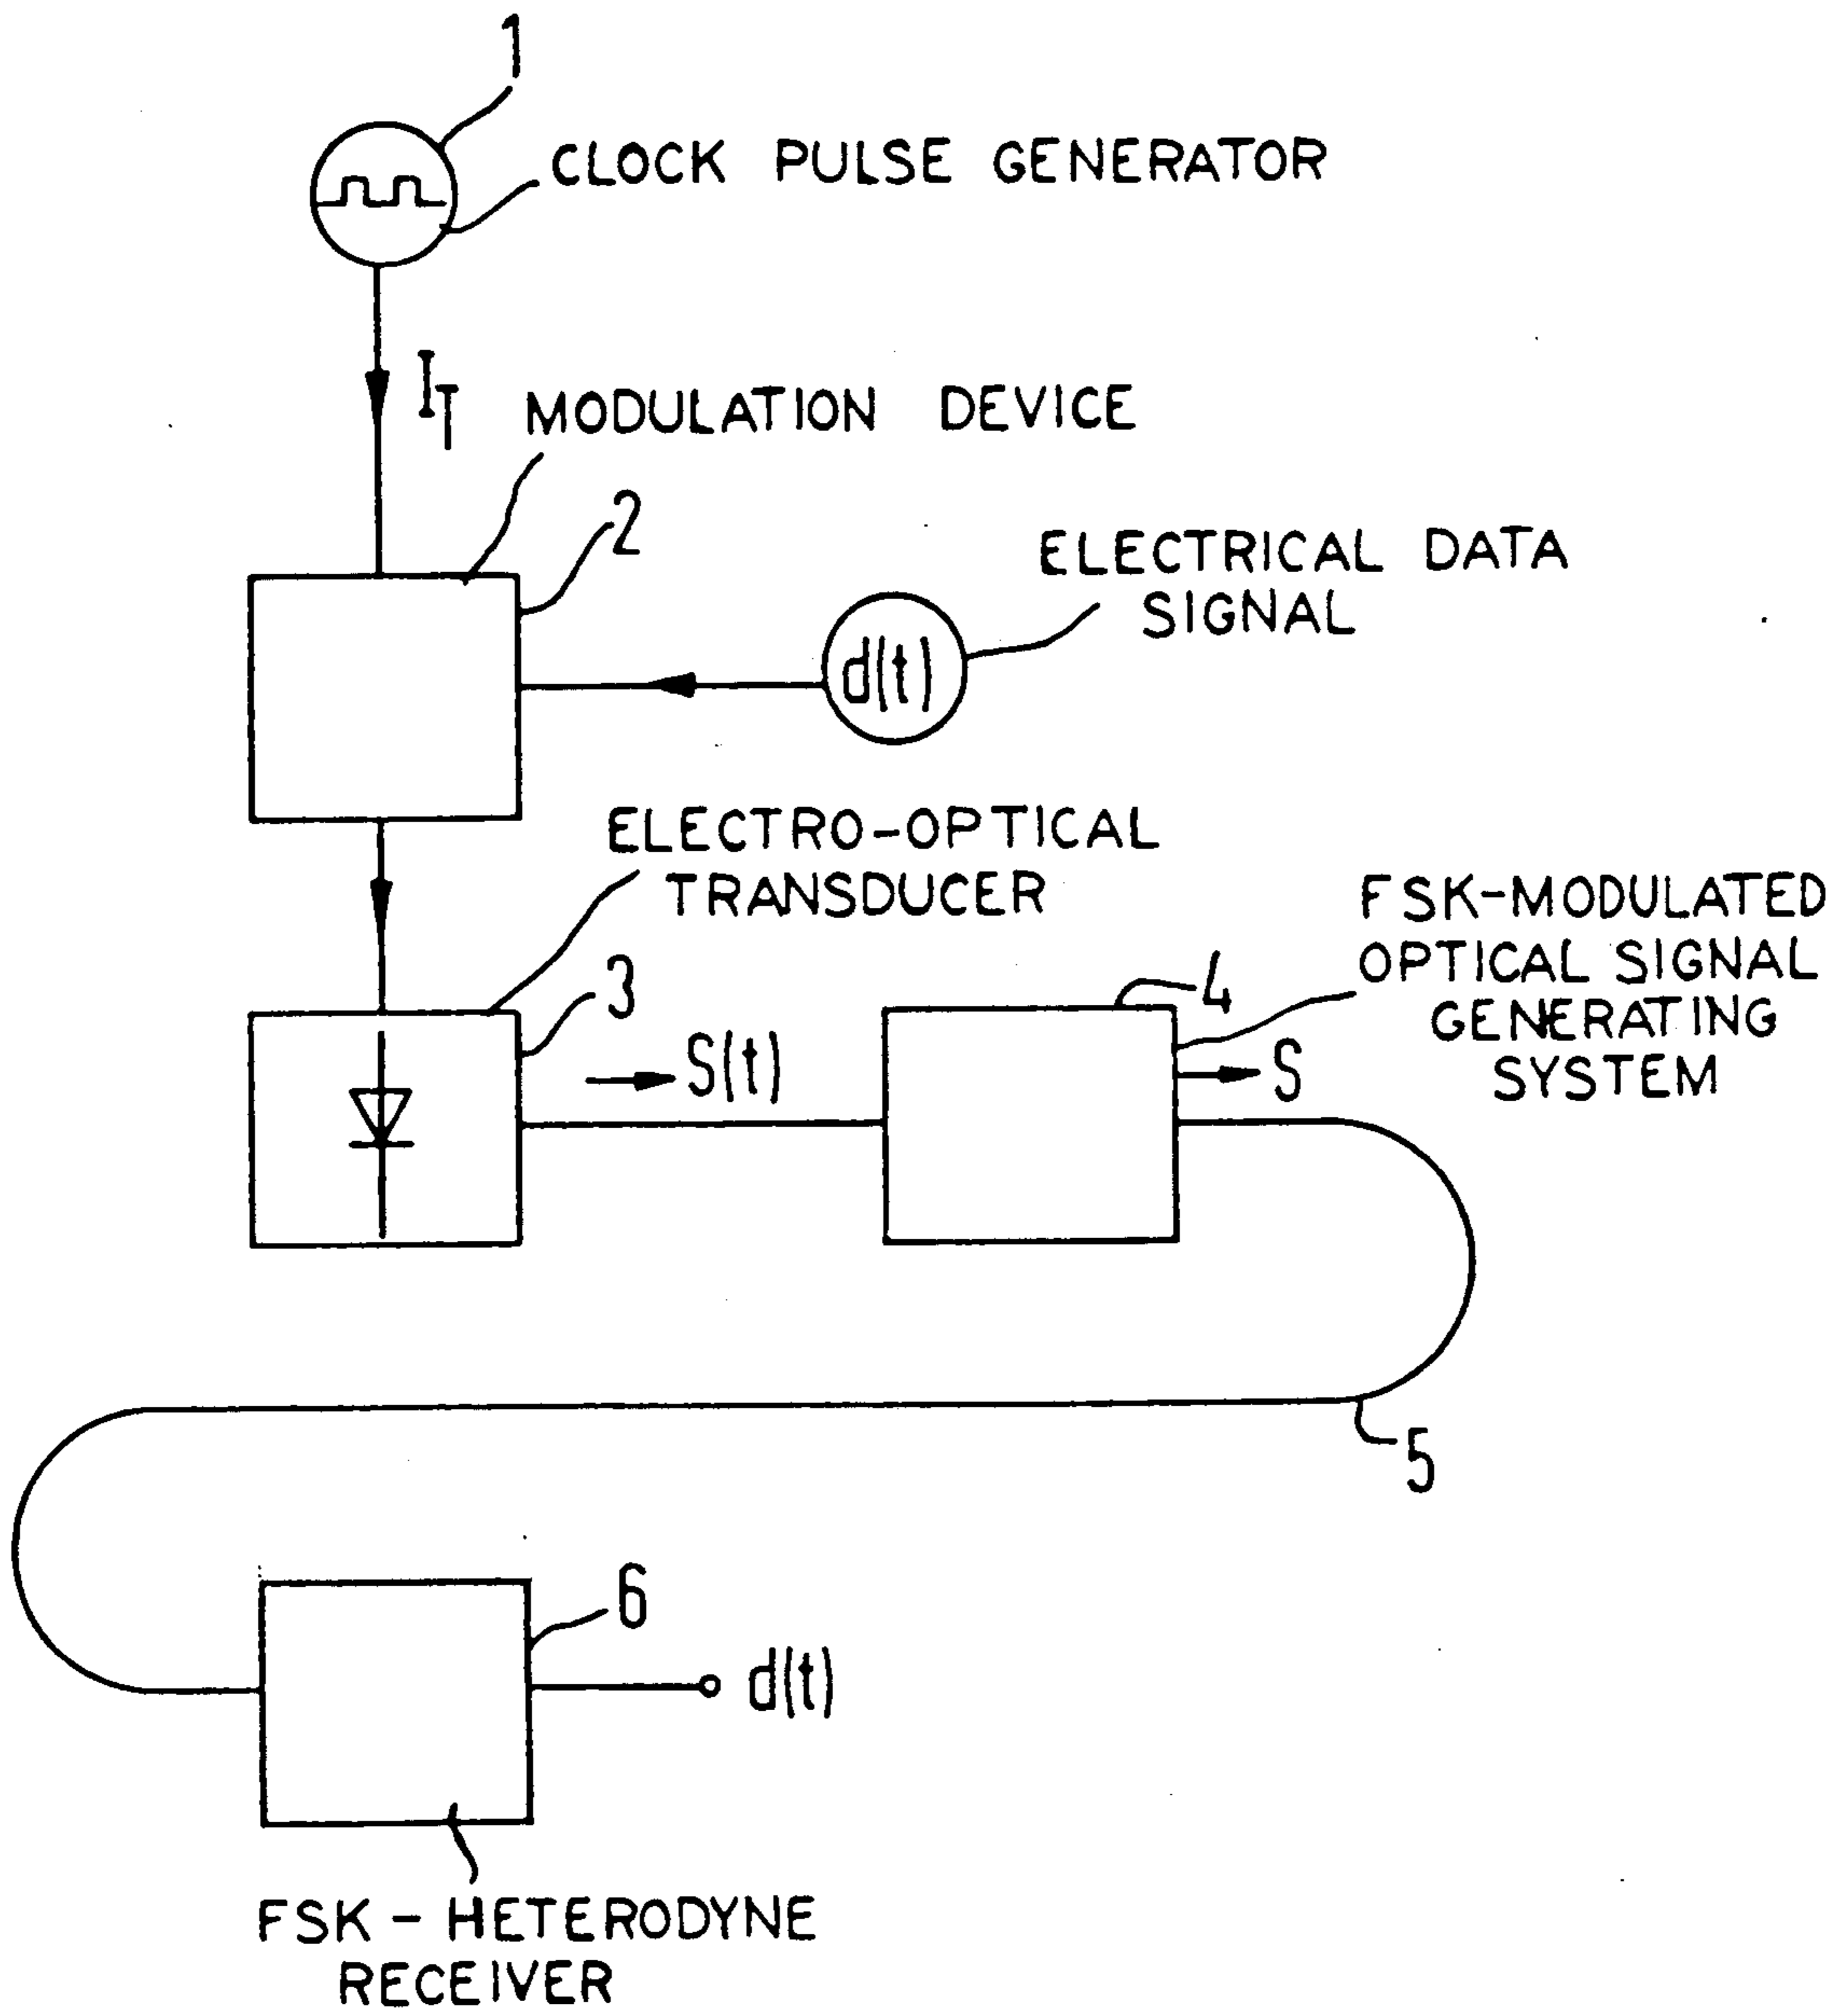 1
CLOCK PULSE GENERATOR
I_T
MODULATION DEVICE
2
ELECTRICAL DATA
SIGNAL
d(t)
ELECTRO-OPTICAL
TRANSDUCER
FSK-MODULATED
OPTICAL SIGNAL
GENERATING
SYSTEM
3
4
S(t)
S
5
6
d(t)
FSK-HETERODYNE
RECEIVER